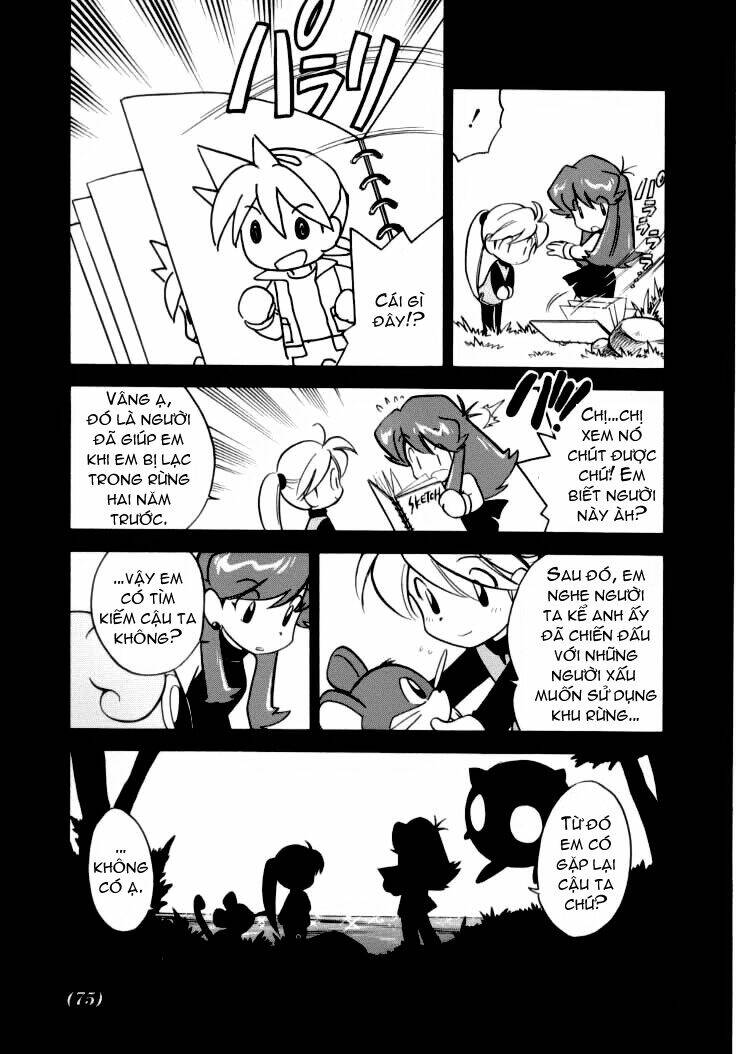 !
パラパラパラ
パラリ
CÁI GÌ
ĐÂY!?
CHỊ...CHỊ
XEM NÓ
CHÚT ĐƯỢC
CHỨ! EM
BIẾT NGƯỜI
NÀY ÀH?
SKETCH
VÂNG Ạ,
ĐÓ LÀ NGƯỜI
ĐÃ GIÚP EM
KHI EM BỊ LẠC
TRONG RỪNG
HAI NĂM
TRƯỚC.
SAU ĐÓ, EM
NGHE NGƯỜI
TA KỂ ANH ẤY
ĐÃ CHIẾN ĐẤU
VỚI NHỮNG
NGƯỜI XẤU
MUỐN SỬ DỤNG
KHU RỪNG...
...VẬY EM
CÓ TÌM
KIẾM CẬU TA
KHÔNG?
TỪ ĐÓ
EM CÓ
GẶP LẠI
CẬU TA
CHỨ?
...
KHÔNG
CÓ Ạ.
(75)